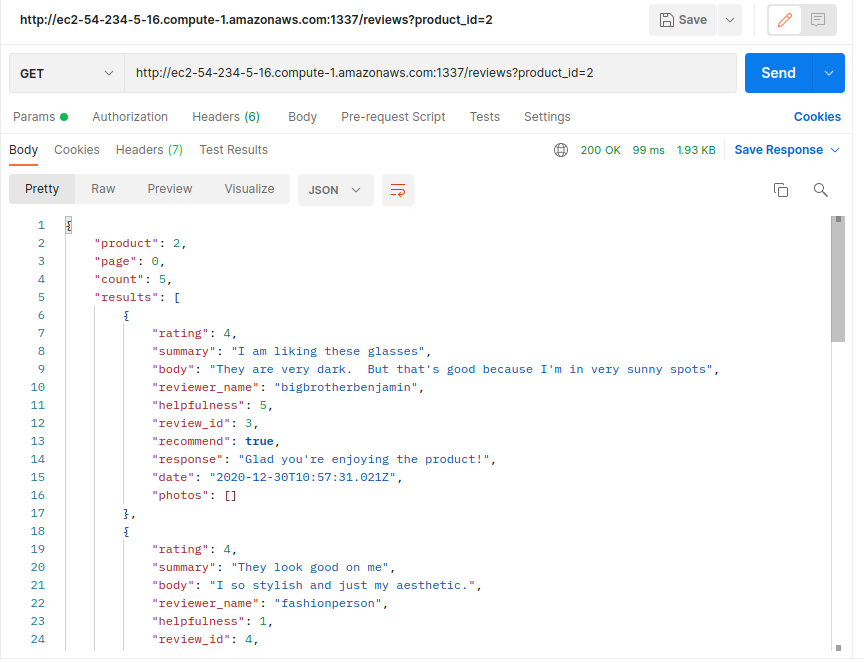 http://ec2-54-234-5-16.compute-1.amazonaws.com:1337/reviews?product_id=2 Save
GET http://ec2-54-234-5-16.compute-1.amazonaws.com:1337/reviews?product_id=2 Send
Params Authorization Headers (6) Body Pre-request Script Tests Settings Cookies
Body Cookies Headers (7) Test Results 200 OK 99 ms 1.93 KB Save Response
Pretty Raw Preview Visualize JSON
1 {
2 "product": 2,
3 "page": 0,
4 "count": 5,
5 "results": [
6 {
7 "rating": 4,
8 "summary": "I am liking these glasses",
9 "body": "They are very dark.  But that's good because I'm in very sunny spots",
10 "reviewer_name": "bigbrotherbenjamin",
11 "helpfulness": 5,
12 "review_id": 3,
13 "recommend": true,
14 "response": "Glad you're enjoying the product!",
15 "date": "2020-12-30T10:57:31.021Z",
16 "photos": []
17 },
18 {
19 "rating": 4,
20 "summary": "They look good on me",
21 "body": "I so stylish and just my aesthetic.",
22 "reviewer_name": "fashionperson",
23 "helpfulness": 1,
24 "review_id": 4,